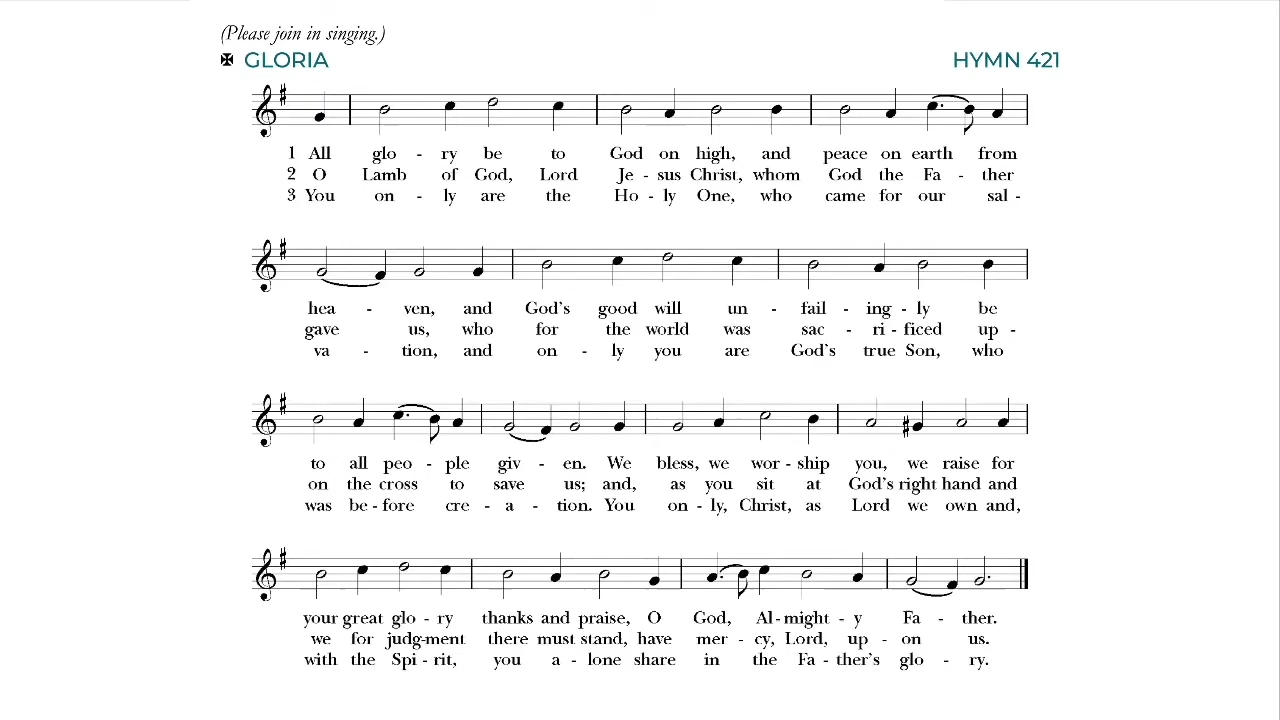 (Please join in singing.)
✠ GLORIA HYMN 421
1 All glo - ry be to God on high, and peace on earth from
2 O Lamb of God, Lord Je - sus Christ, whom God the Fa - ther
3 You on - ly are the Ho - ly One, who came for our sal -
hea - ven, and God's good will un - fail - ing - ly be
gave us, who for the world was sac - ri - ficed up -
va - tion, and on - ly you are God's true Son, who
to all peo - ple giv - en. We bless, we wor - ship you, we raise for
on the cross to save us; and, as you sit at God's right hand and
was be - fore cre - a - tion. You on - ly, Christ, as Lord we own and,
your great glo - ry thanks and praise, O God, Al - might - y Fa - ther.
we for judg - ment there must stand, have mer - cy, Lord, up - on us.
with the Spi - rit, you a - lone share in the Fa - ther's glo - ry.